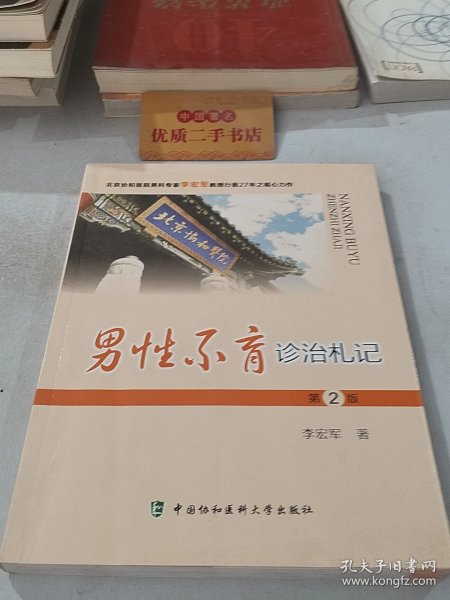 中国著名
优质二手书店
北京协和医院男科专家李宏军教授行医27年之精心力作
NANXING BUYU
ZHENZHI ZHAJI
北京协和医院
男性不育诊治札记
第2版
李宏军 著
中国协和医科大学出版社
孔夫子旧书网
www.kongfz.com